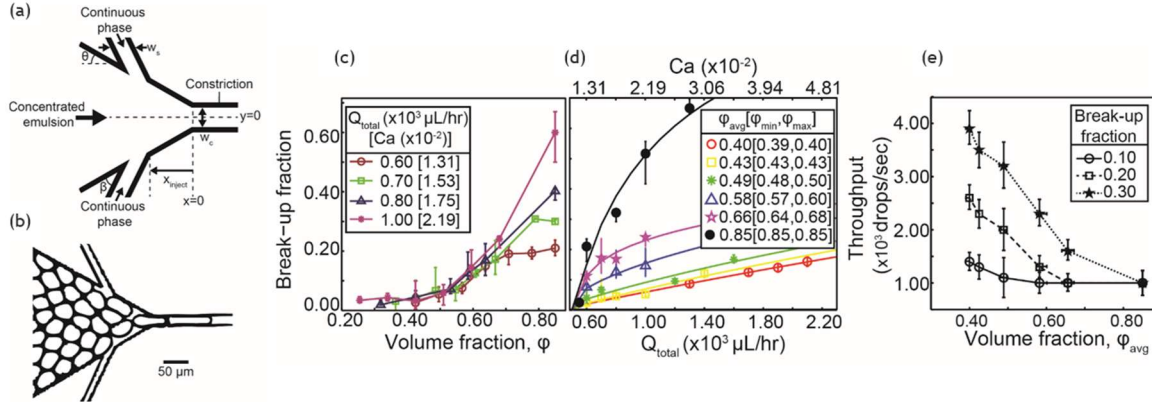 (a)
Continuous
phase
θ
w_s
Constriction
Concentrated
emulsion
y=0
w_c
β
x_inject
Continuous
phase
x=0
(b)
50 µm
(c)
Break-up fraction
0.60
0.40
0.20
0.00
Q_total (x10³ µL/hr)
[Ca (x10⁻²)]
0.60 [1.31]
0.70 [1.53]
0.80 [1.75]
1.00 [2.19]
0.20 0.40 0.60 0.80
Volume fraction, φ
(d)
Ca (x10⁻²)
1.31 2.19 3.06 3.94 4.81
φ_avg[φ_min,φ_max]
0.40[0.39,0.40]
0.43[0.43,0.43]
0.49[0.48,0.50]
0.58[0.57,0.60]
0.66[0.64,0.68]
0.85[0.85,0.85]
0.60 1.00 1.40 1.80 2.20
Q_total (x10³ µL/hr)
(e)
Throughput
(x10³ drops/sec)
4.00
3.00
2.00
1.00
Break-up
fraction
0.10
0.20
0.30
0.40 0.60 0.80
Volume fraction, φ_avg